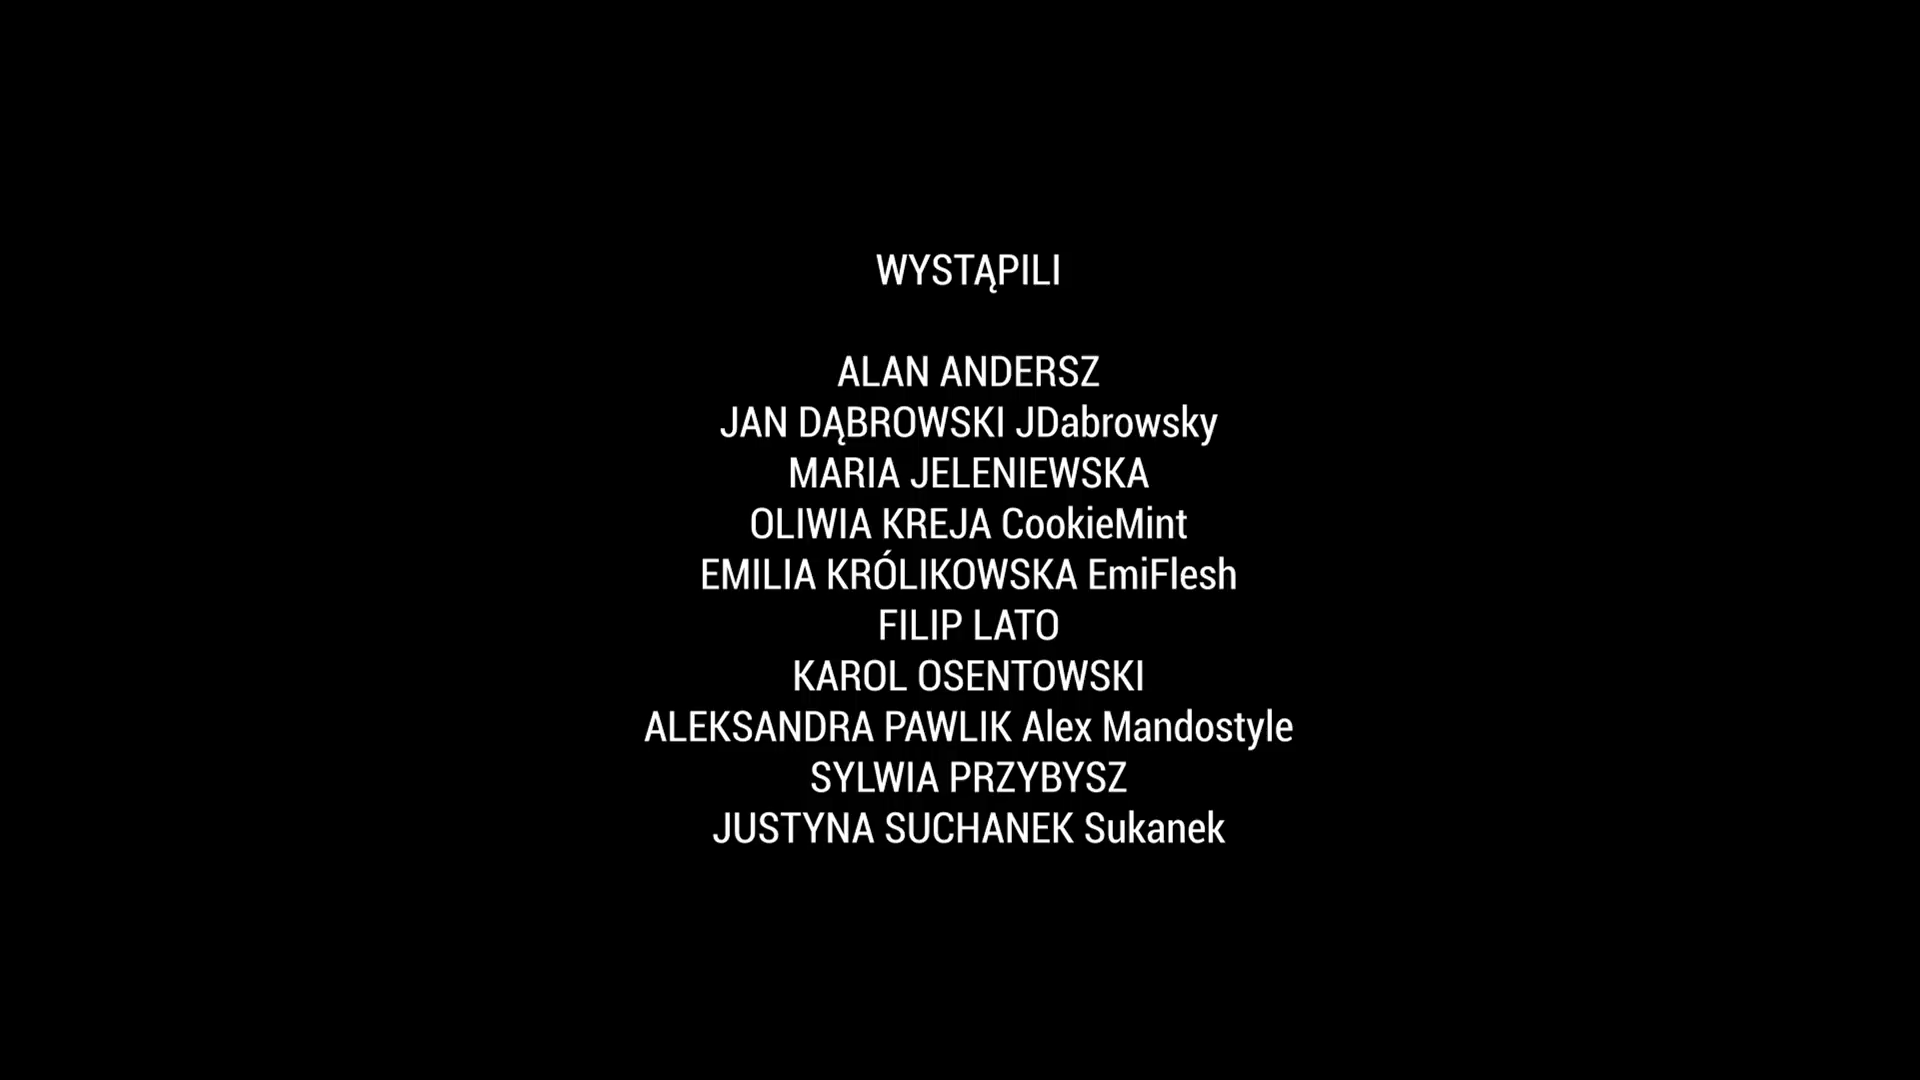 WYSTĄPILI
ALAN ANDERSZ
JAN DĄBROWSKI JDabrowsky
MARIA JELENIEWSKA
OLIWIA KREJA CookieMint
EMILIA KRÓLIKOWSKA EmiFlesh
FILIP LATO
KAROL OSENTOWSKI
ALEKSANDRA PAWLIK Alex Mandostyle
SYLWIA PRZYBYSZ
JUSTYNA SUCHANEK Sukanek